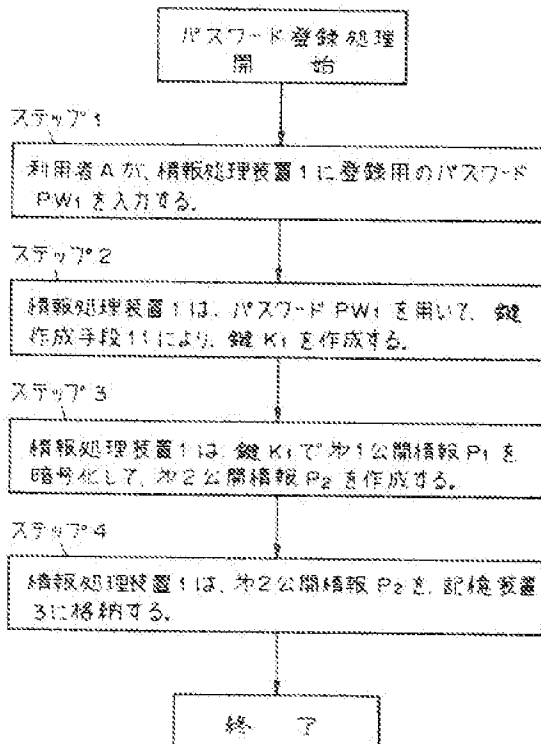 パスワード登録処理
開 始
ステップ1
利用者Aが、情報処理装置1に登録用のパスワード
PW1を入力する。
ステップ2
情報処理装置1は、パスワードPW1を用いて、鍵
作成手段11により、鍵K1を作成する。
ステップ3
情報処理装置1は、鍵K1で第1公開情報P1を
暗号化して、第2公開情報P2を作成する。
ステップ4
情報処理装置1は、第2公開情報P2を、記憶装置
3に格納する。
終 了